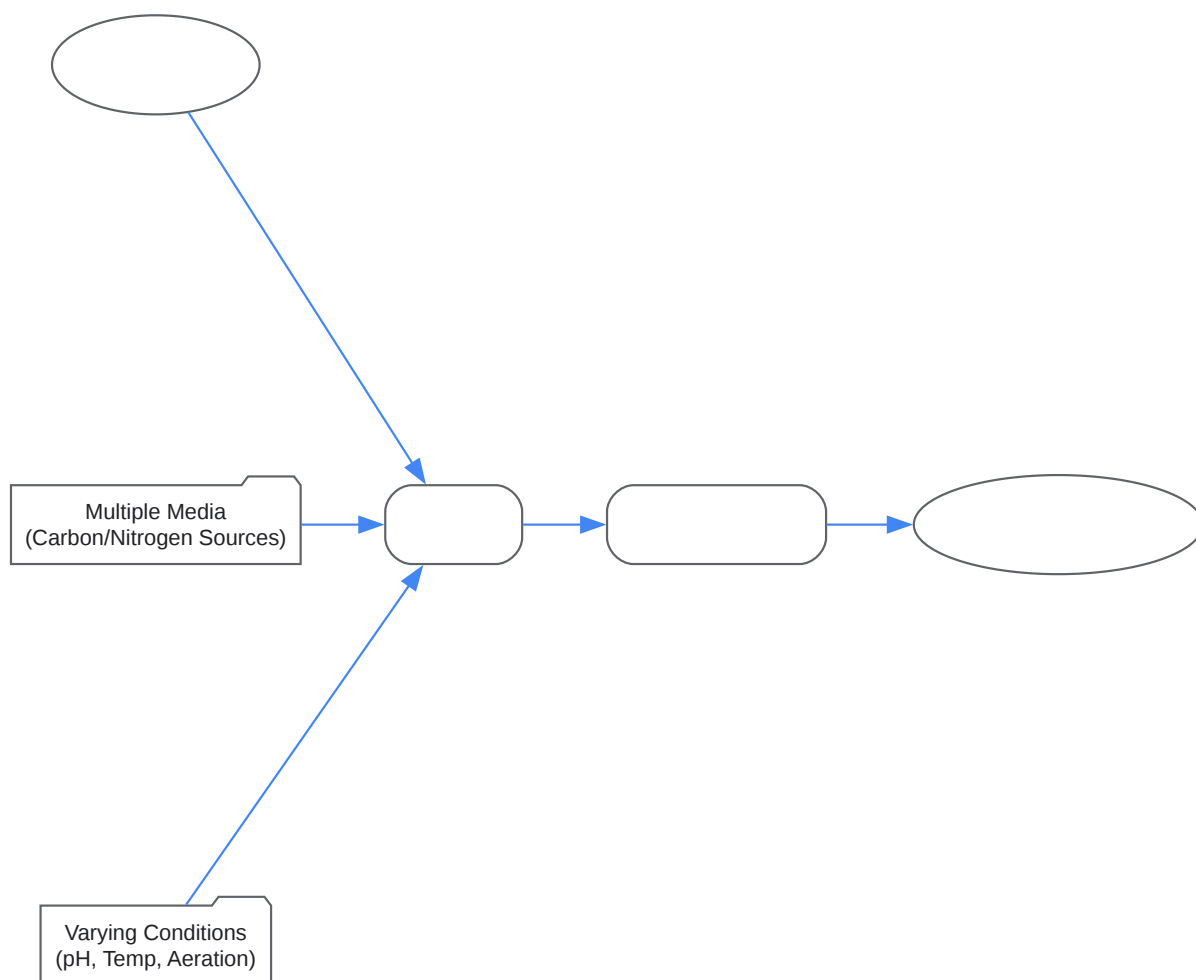 Multiple Media
(Carbon/Nitrogen Sources)
Varying Conditions
(pH, Temp, Aeration)